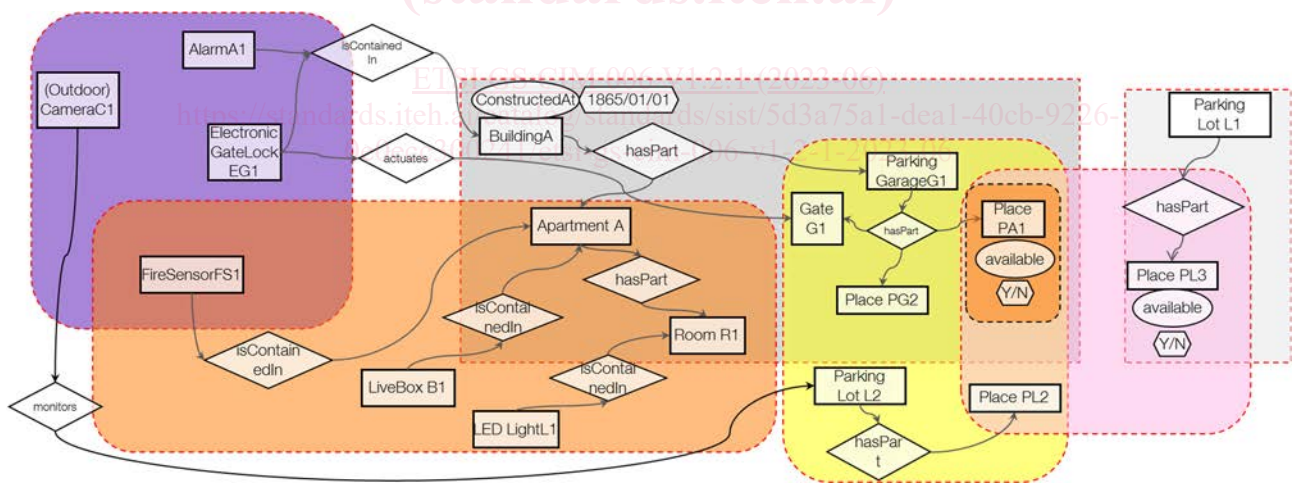 (standards.iteh.ai)
ETSI GS CIM 006 V1.2.1 (2023-06)
https://standards.iteh.ai/catalog/standards/sist/5d3a75a1-dea1-40cb-9226-
AlarmA1
isContained
In
(Outdoor)
CameraC1
ConstructedAt
1865/01/01
BuildingA
Electronic
GateLock
EG1
actuates
hasPart
Parking
GarageG1
Parking
Lot L1
Gate
G1
hasPart
Place
PA1
available
Y/N
hasPart
Apartment A
FireSensorFS1
hasPart
Place PG2
Place PL3
available
Y/N
isContai
nedIn
Room R1
isContain
edIn
LiveBox B1
isContai
nedIn
Parking
Lot L2
Place PL2
monitors
LED LightL1
hasPar
t